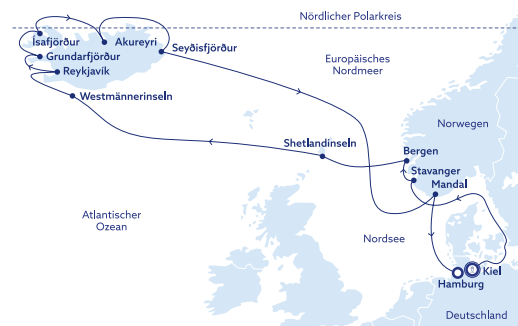 Nördlicher Polarkreis
Ísafjörður
Akureyri
Seyðisfjörður
Grundarfjörður
Reykjavík
Europäisches
Nordmeer
Westmännerinseln
Norwegen
Shetlandinseln
Bergen
Stavanger
Mandal
Atlantischer
Ozean
Nordsee
Kiel
Hamburg
Deutschland